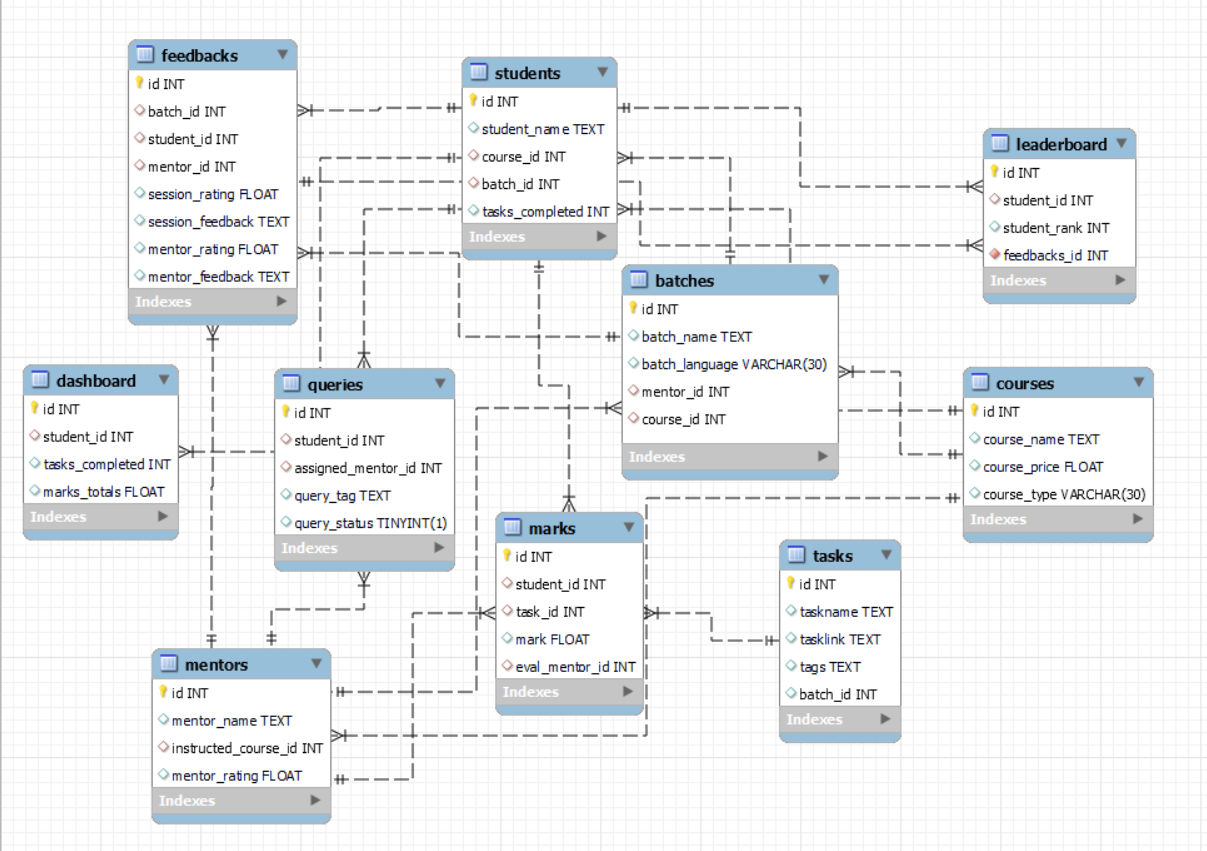 feedbacks
id INT
batch_id INT
student_id INT
mentor_id INT
session_rating FLOAT
session_feedback TEXT
mentor_rating FLOAT
mentor_feedback TEXT
Indexes
students
id INT
student_name TEXT
course_id INT
batch_id INT
tasks_completed INT
Indexes
leaderboard
id INT
student_id INT
student_rank INT
feedbacks_id INT
Indexes
batches
id INT
batch_name TEXT
batch_language VARCHAR(30)
mentor_id INT
course_id INT
Indexes
dashboard
id INT
student_id INT
tasks_completed INT
marks_totals FLOAT
Indexes
queries
id INT
student_id INT
assigned_mentor_id INT
query_tag TEXT
query_status TINYINT(1)
Indexes
courses
id INT
course_name TEXT
course_price FLOAT
course_type VARCHAR(30)
Indexes
marks
id INT
student_id INT
task_id INT
mark FLOAT
eval_mentor_id INT
Indexes
tasks
id INT
taskname TEXT
tasklink TEXT
tags TEXT
batch_id INT
Indexes
mentors
id INT
mentor_name TEXT
instructed_course_id INT
mentor_rating FLOAT
Indexes